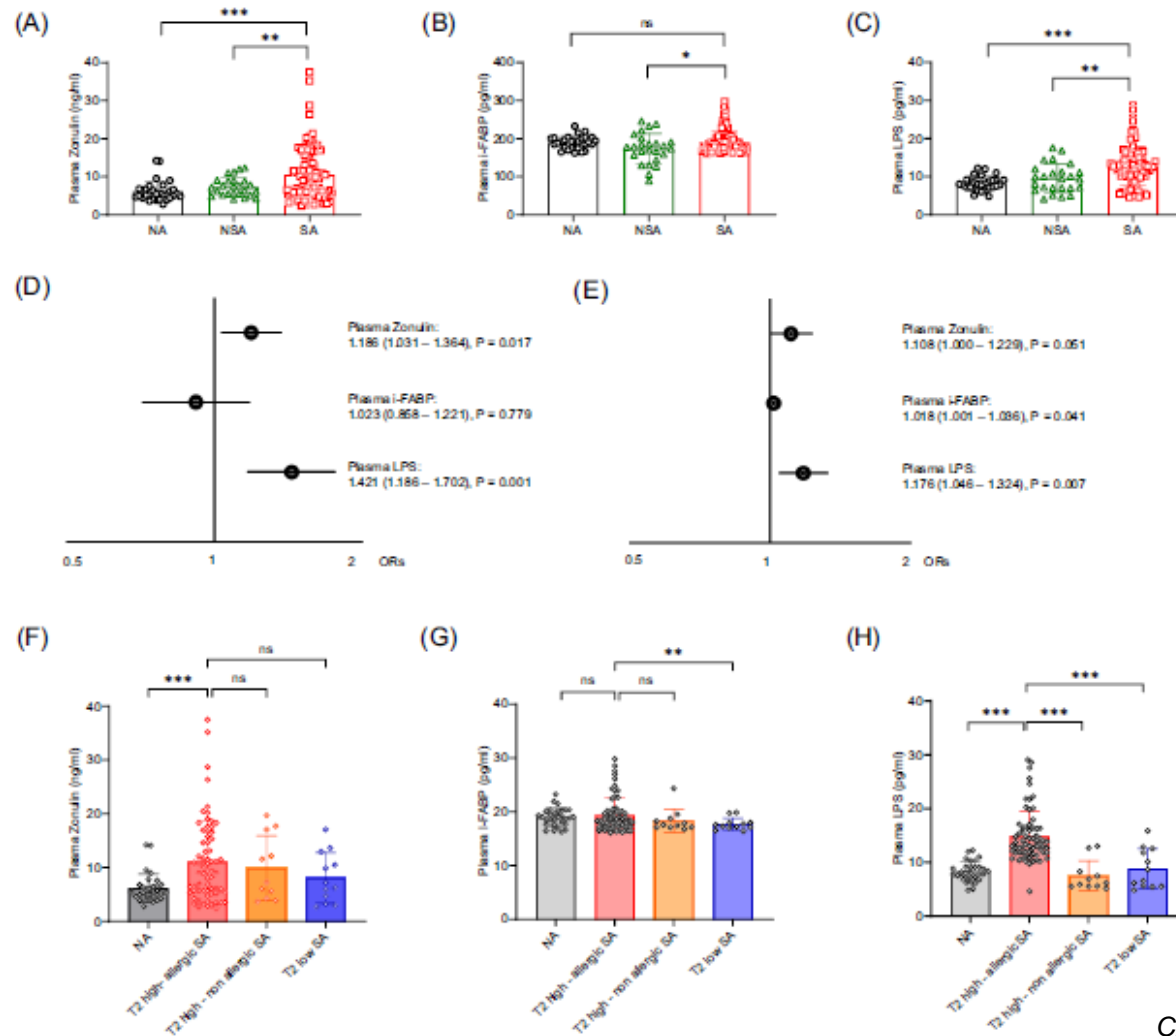 (A)
***
**
Plasma Zonulin (ng/ml)
40
30
20
10
0
NA
NSA
SA
(B)
ns
*
Plasma i-FABP (pg/ml)
400
300
200
100
0
NA
NSA
SA
(C)
***
**
Plasma LPS (pg/ml)
40
30
20
10
0
NA
NSA
SA
(D)
Plasma Zonulin:
1.186 (1.031 – 1.364), P = 0.017
Plasma i-FABP:
1.023 (0.858 – 1.221), P = 0.779
Plasma LPS:
1.421 (1.186 – 1.702), P = 0.001
0.5
1
2
ORs
(E)
Plasma Zonulin:
1.108 (1.000 – 1.229), P = 0.051
Plasma i-FABP:
1.018 (1.001 – 1.036), P = 0.041
Plasma LPS:
1.176 (1.046 – 1.324), P = 0.007
0.5
1
2
ORs
(F)
ns
***
ns
Plasma Zonulin (ng/ml)
40
30
20
10
0
NA
T2 high- allergic SA
T2 high - non allergic SA
T2 low SA
(G)
**
ns
ns
Plasma I-FABP (pg/ml)
40
30
20
10
0
NA
T2 high - allergic SA
T2 high - non allergic SA
T2 low SA
(H)
***
***
***
Plasma LPS (pg/ml)
40
30
20
10
0
NA
T2 high - allergic SA
T2 high - non allergic SA
T2 low SA
C